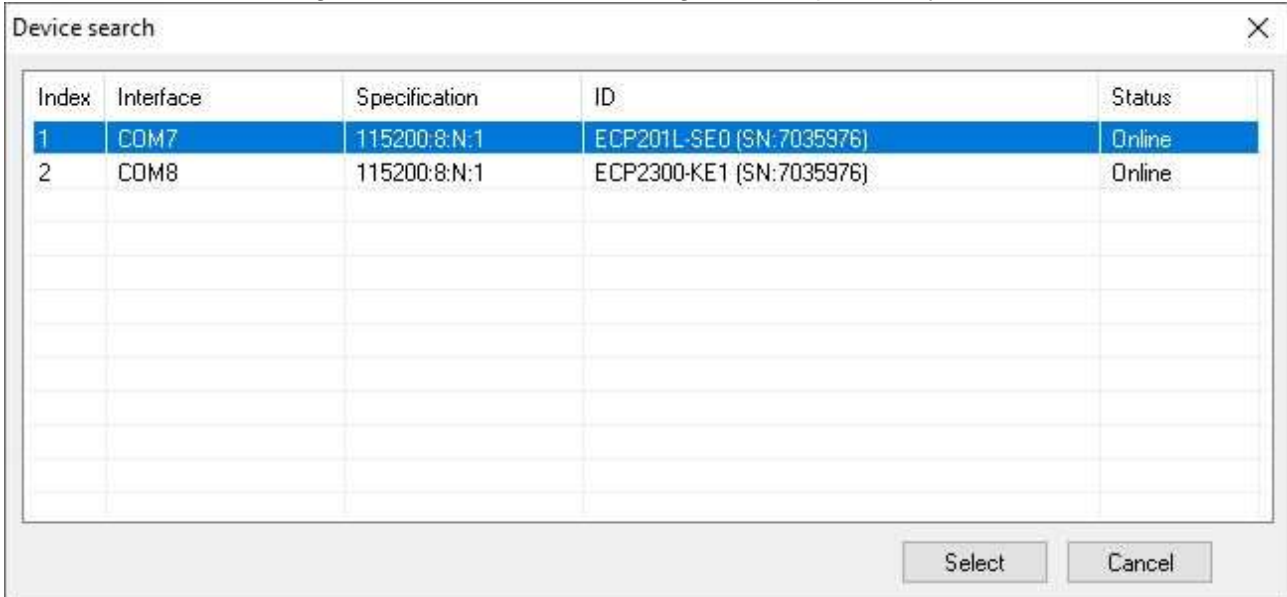 Device search
Index Interface Specification ID Status
1 COM7 115200:8:N:1 ECP201L-SE0 (SN:7035976) Online
2 COM8 115200:8:N:1 ECP2300-KE1 (SN:7035976) Online
Select Cancel